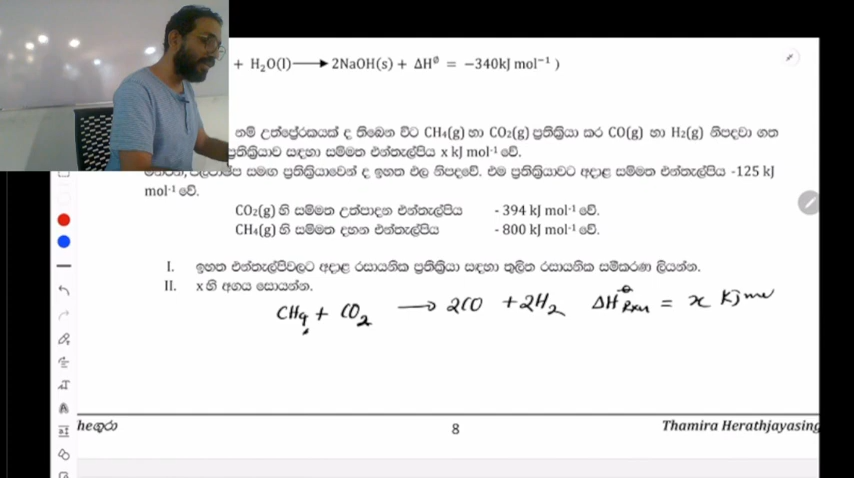 + H₂O(l)⟶ 2NaOH(s) + ΔH⁰ = −340kJ mol⁻¹ )
නම් උත්ප්‍රේරකයක් ද තිබෙන විට CH₄(g) හා CO₂(g) ප්‍රතික්‍රියා කර CO(g) හා H₂(g) නිපදවා ගත
ප්‍රතික්‍රියාව සඳහා සම්මත එන්තැල්පිය x kJ mol⁻¹ වේ.
සමඟ ප්‍රතික්‍රියාවෙන් ද ඉහත ඵල නිපදවේ. එම ප්‍රතික්‍රියාවට අදාළ සම්මත එන්තැල්පිය -125 kJ
mol⁻¹ වේ.
CO₂(g) හි සම්මත උත්පාදන එන්තැල්පිය - 394 kJ mol⁻¹ වේ.
CH₄(g) හි සම්මත දහන එන්තැල්පිය - 800 kJ mol⁻¹ වේ.
I. ඉහත එන්තැල්පිවලට අදාළ රසායනික ප්‍රතික්‍රියා සඳහා තුලිත රසායනික සමීකරණ ලියන්න.
II. x හි අගය සොයන්න.
CH₄ + CO₂ ⟶ 2CO + 2H₂ ΔH^θ Rxn = x kJ mol
8 Thamira Herathjayasing